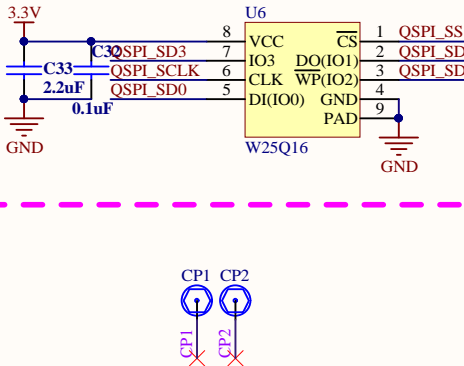 3.3V
U6
8 VCC CS 1 QSPI_SS
C32 QSPI_SD3 7 IO3 DO(IO1) 2 QSPI_SD
C33 QSPI_SCLK 6 CLK WP(IO2) 3 QSPI_SD
2.2uF QSPI_SD0 5 DI(IO0) GND 4
0.1uF PAD 9
GND W25Q16 GND
CP1 CP2
CP1 CP2